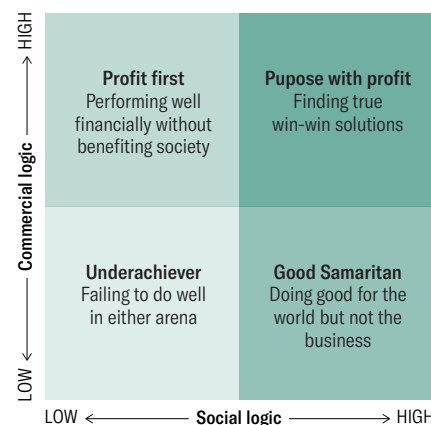 HIGH
Commercial logic
LOW
Profit first
Performing well
financially without
benefiting society
Pupose with profit
Finding true
win-win solutions
Underachiever
Failing to do well
in either arena
Good Samaritan
Doing good for the
world but not the
business
LOW
Social logic
HIGH